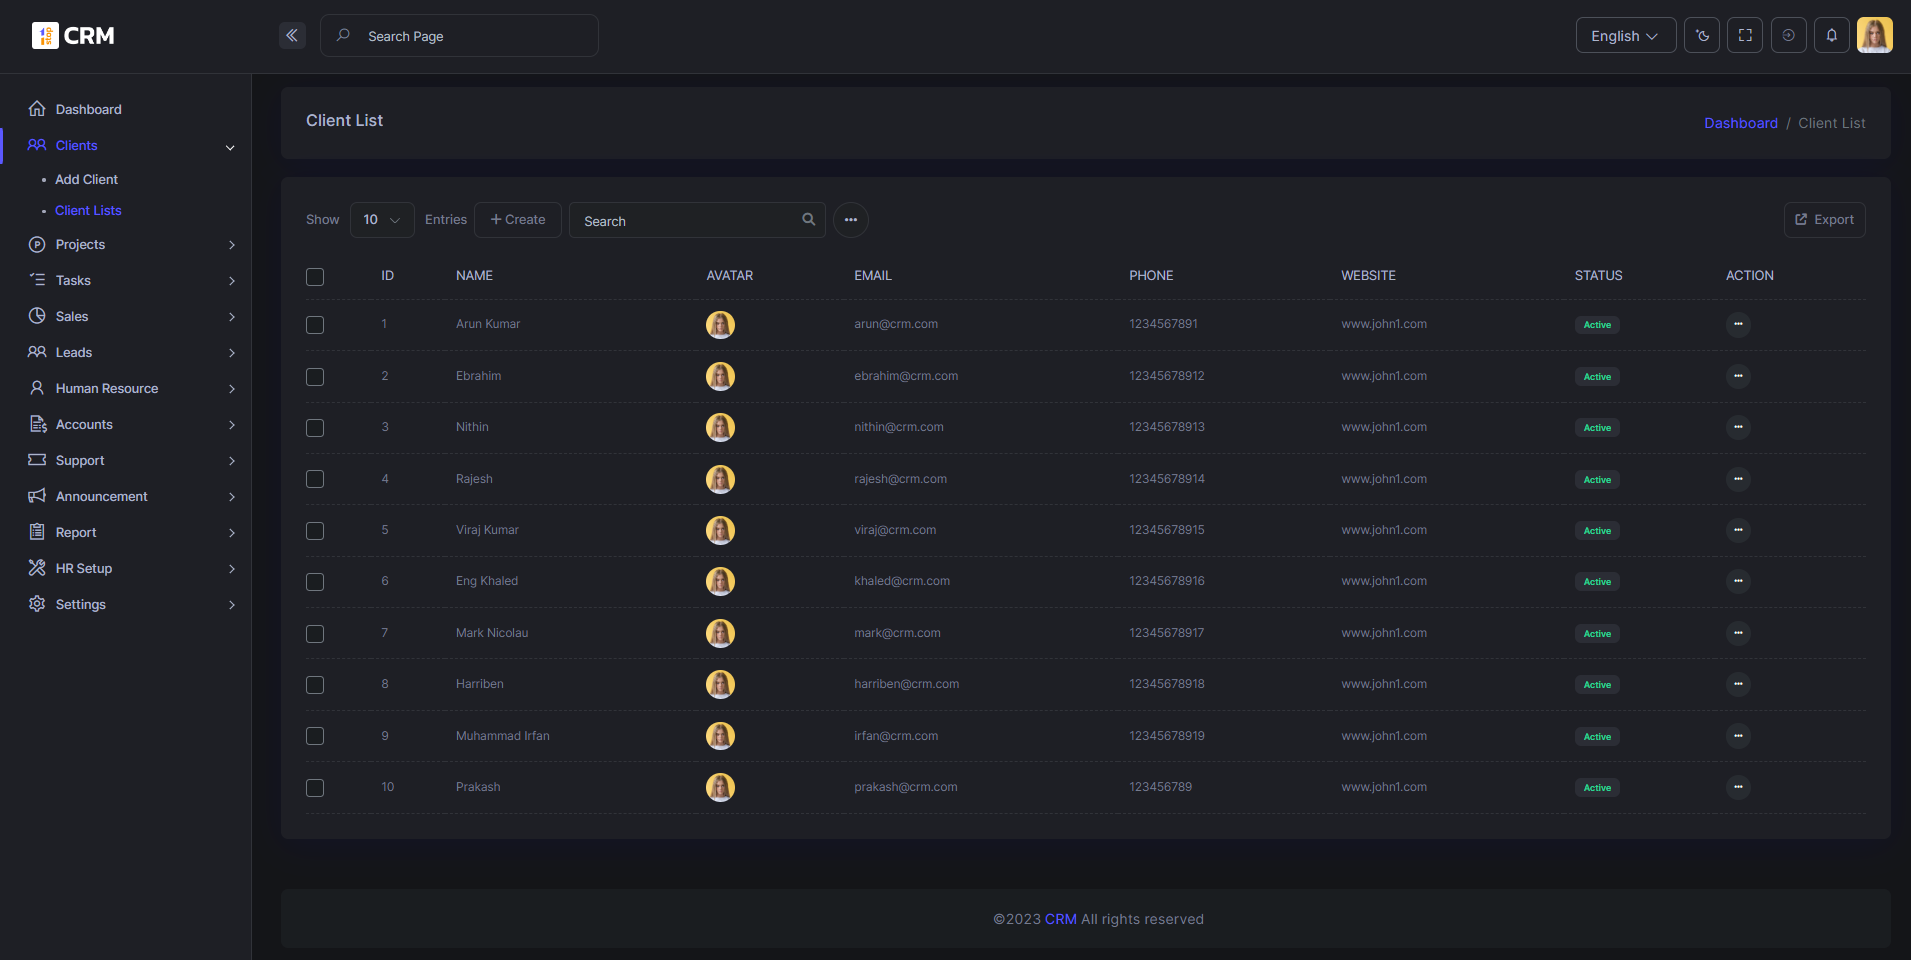 1 stop CRM
Search Page
English
Dashboard
Clients
Add Client
Client Lists
Projects
Tasks
Sales
Leads
Human Resource
Accounts
Support
Announcement
Report
HR Setup
Settings
Client List
Dashboard / Client List
Show 10 Entries + Create Search Export
ID NAME AVATAR EMAIL PHONE WEBSITE STATUS ACTION
1 Arun Kumar arun@crm.com 1234567891 www.john1.com Active
2 Ebrahim ebrahim@crm.com 12345678912 www.john1.com Active
3 Nithin nithin@crm.com 12345678913 www.john1.com Active
4 Rajesh rajesh@crm.com 12345678914 www.john1.com Active
5 Viraj Kumar viraj@crm.com 12345678915 www.john1.com Active
6 Eng Khaled khaled@crm.com 12345678916 www.john1.com Active
7 Mark Nicolau mark@crm.com 12345678917 www.john1.com Active
8 Harriben harriben@crm.com 12345678918 www.john1.com Active
9 Muhammad Irfan irfan@crm.com 12345678919 www.john1.com Active
10 Prakash prakash@crm.com 123456789 www.john1.com Active
©2023 CRM All rights reserved